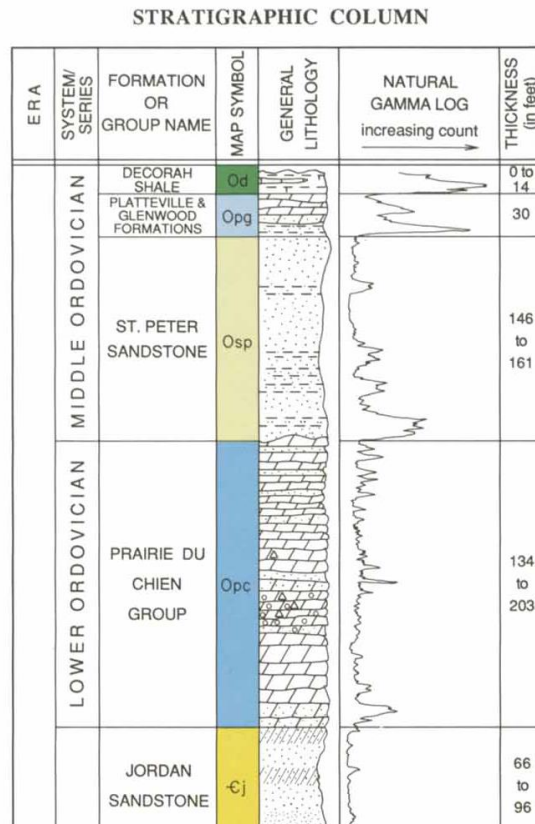 STRATIGRAPHIC COLUMN
ERA
SYSTEM/
SERIES
FORMATION
OR
GROUP NAME
MAP SYMBOL
GENERAL
LITHOLOGY
NATURAL
GAMMA LOG
increasing count
THICKNESS
(in feet)
MIDDLE ORDOVICIAN
DECORAH
SHALE
Od
0 to
14
PLATTEVILLE &
GLENWOOD
FORMATIONS
Opg
30
ST. PETER
SANDSTONE
Osp
146
to
161
LOWER ORDOVICIAN
PRAIRIE DU
CHIEN
GROUP
Opc
134
to
203
JORDAN
SANDSTONE
Ꞓj
66
to
96